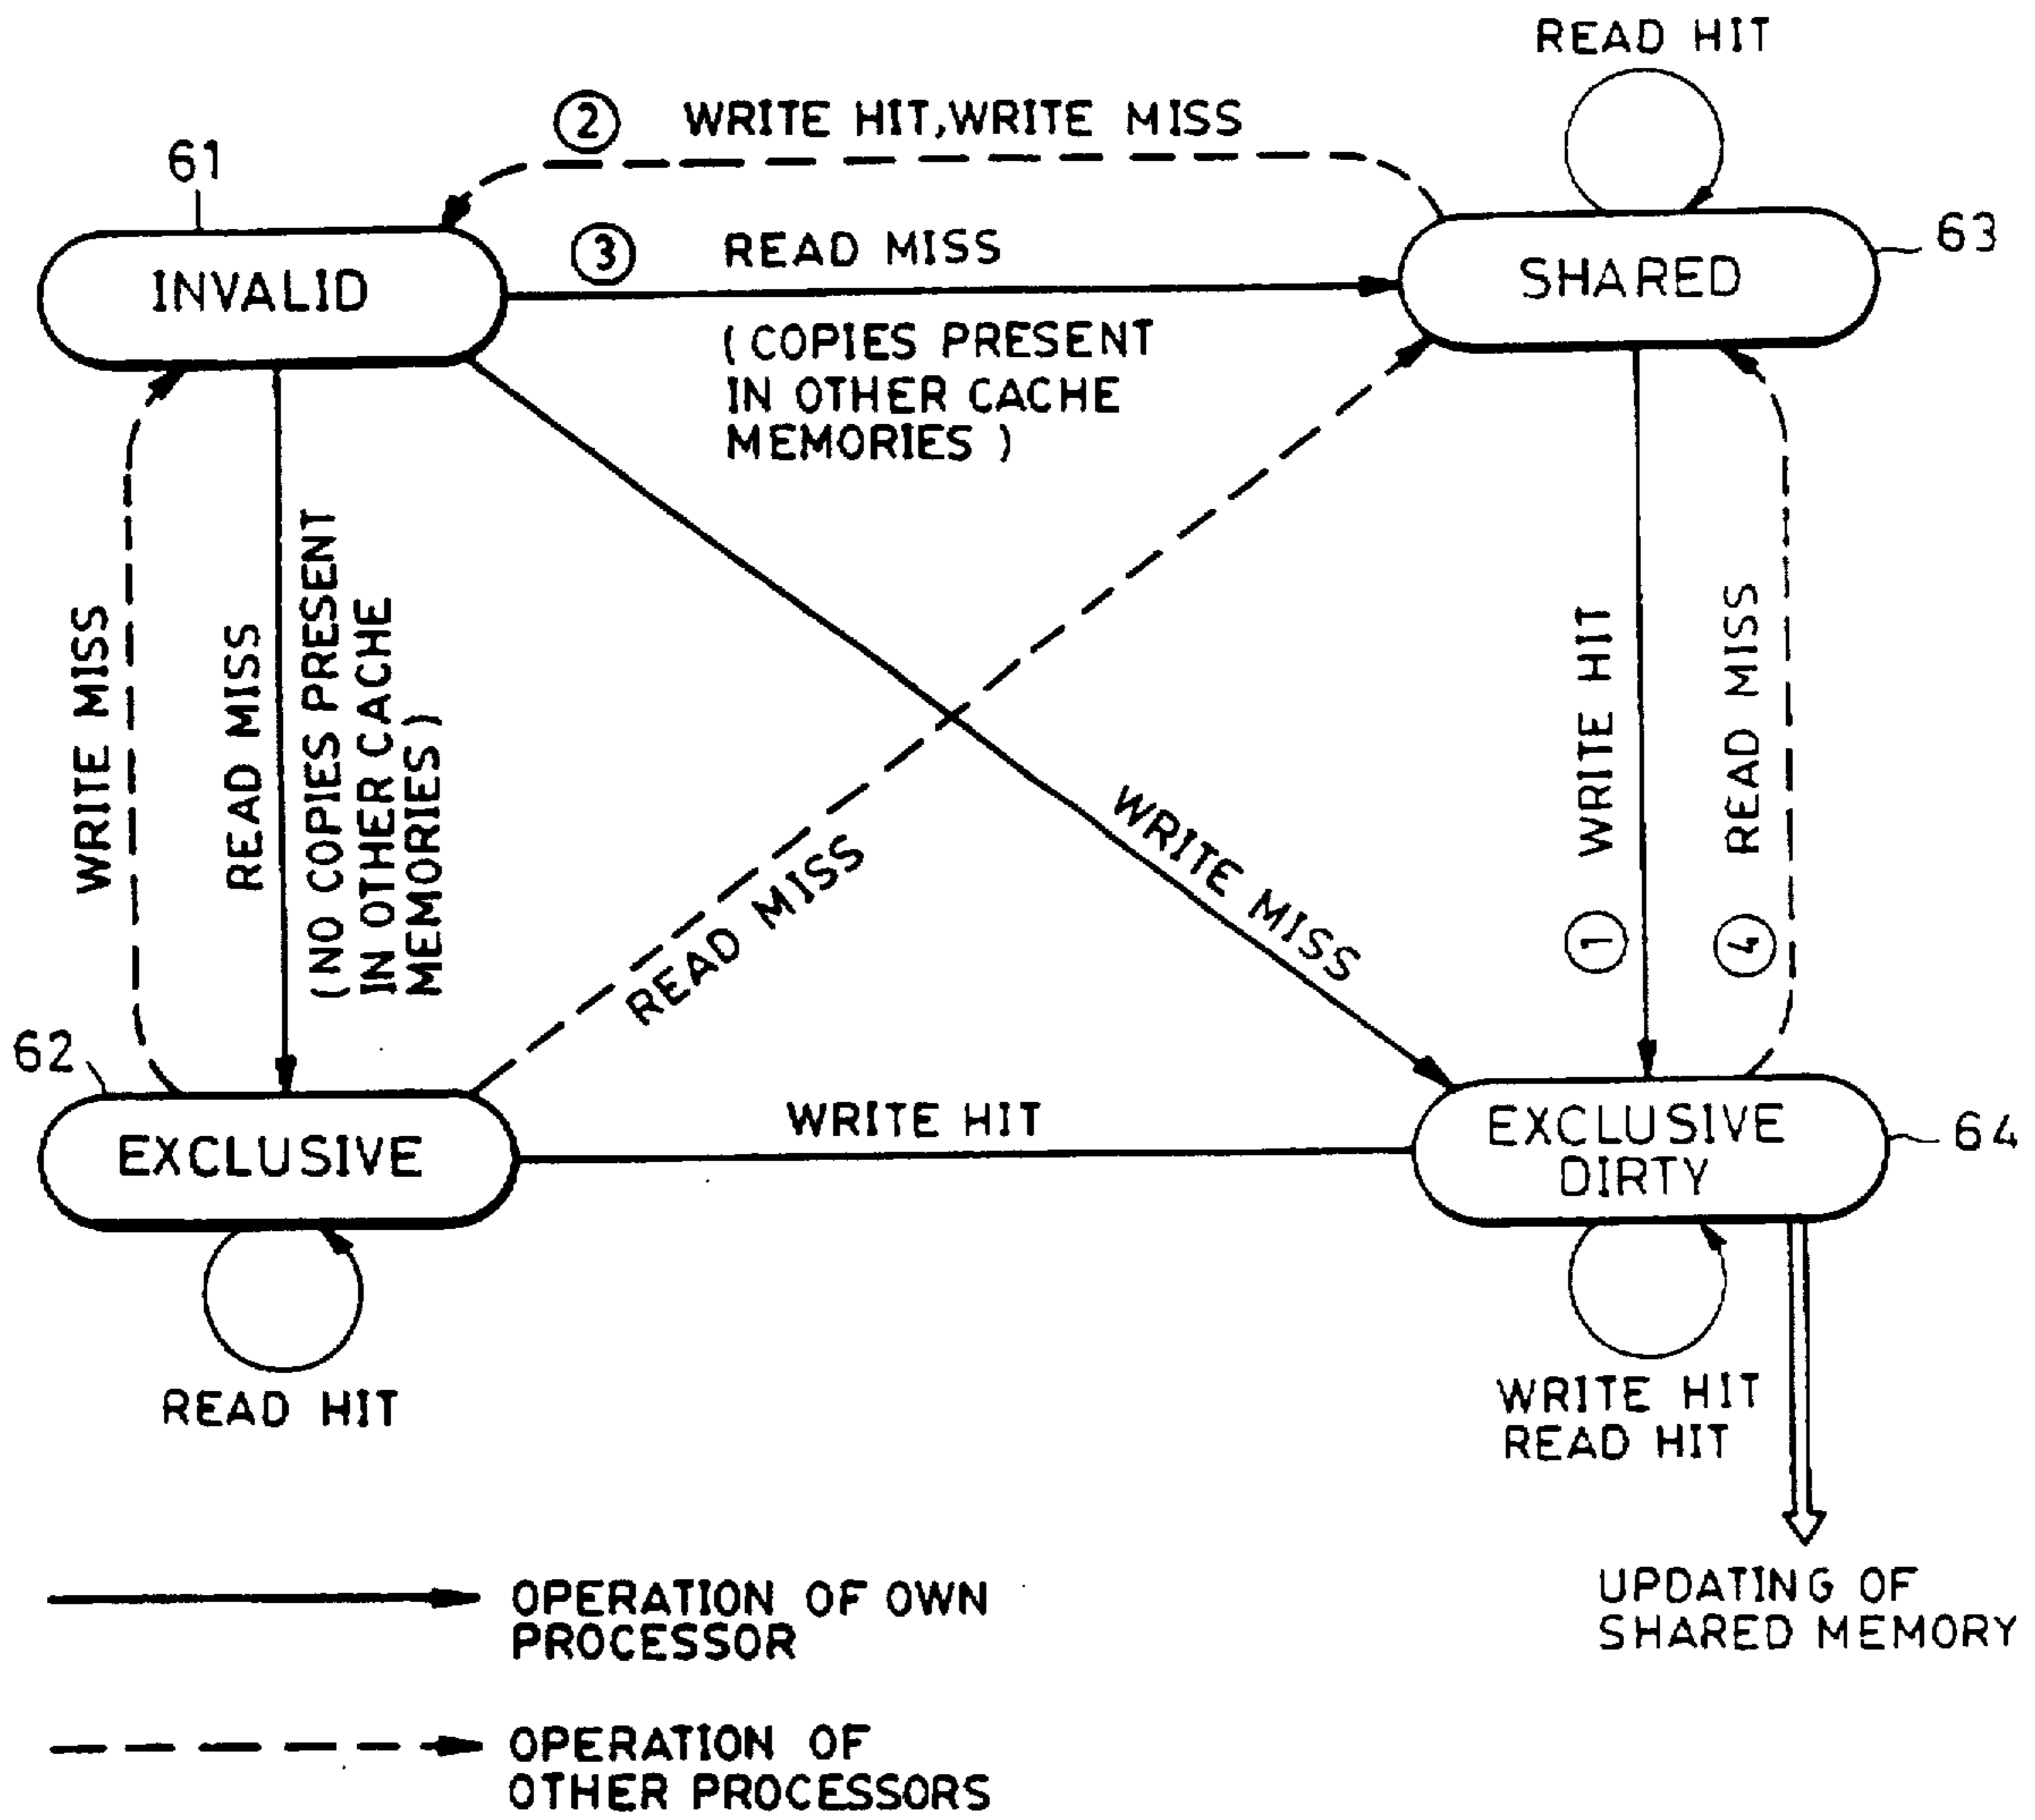 READ HIT
② WRITE HIT,WRITE MISS
61
63
INVALID
③ READ MISS
SHARED
(COPIES PRESENT
IN OTHER CACHE
MEMORIES)
WRITE MISS
READ MISS
(NO COPIES PRESENT
IN OTHER CACHE
MEMORIES)
READ MISS
WRITE MISS
① WRITE HIT
④ READ MISS
62
EXCLUSIVE
WRITE HIT
EXCLUSIVE
DIRTY
64
READ HIT
WRITE HIT
READ HIT
UPDATING OF
SHARED MEMORY
OPERATION OF OWN
PROCESSOR
OPERATION OF
OTHER PROCESSORS